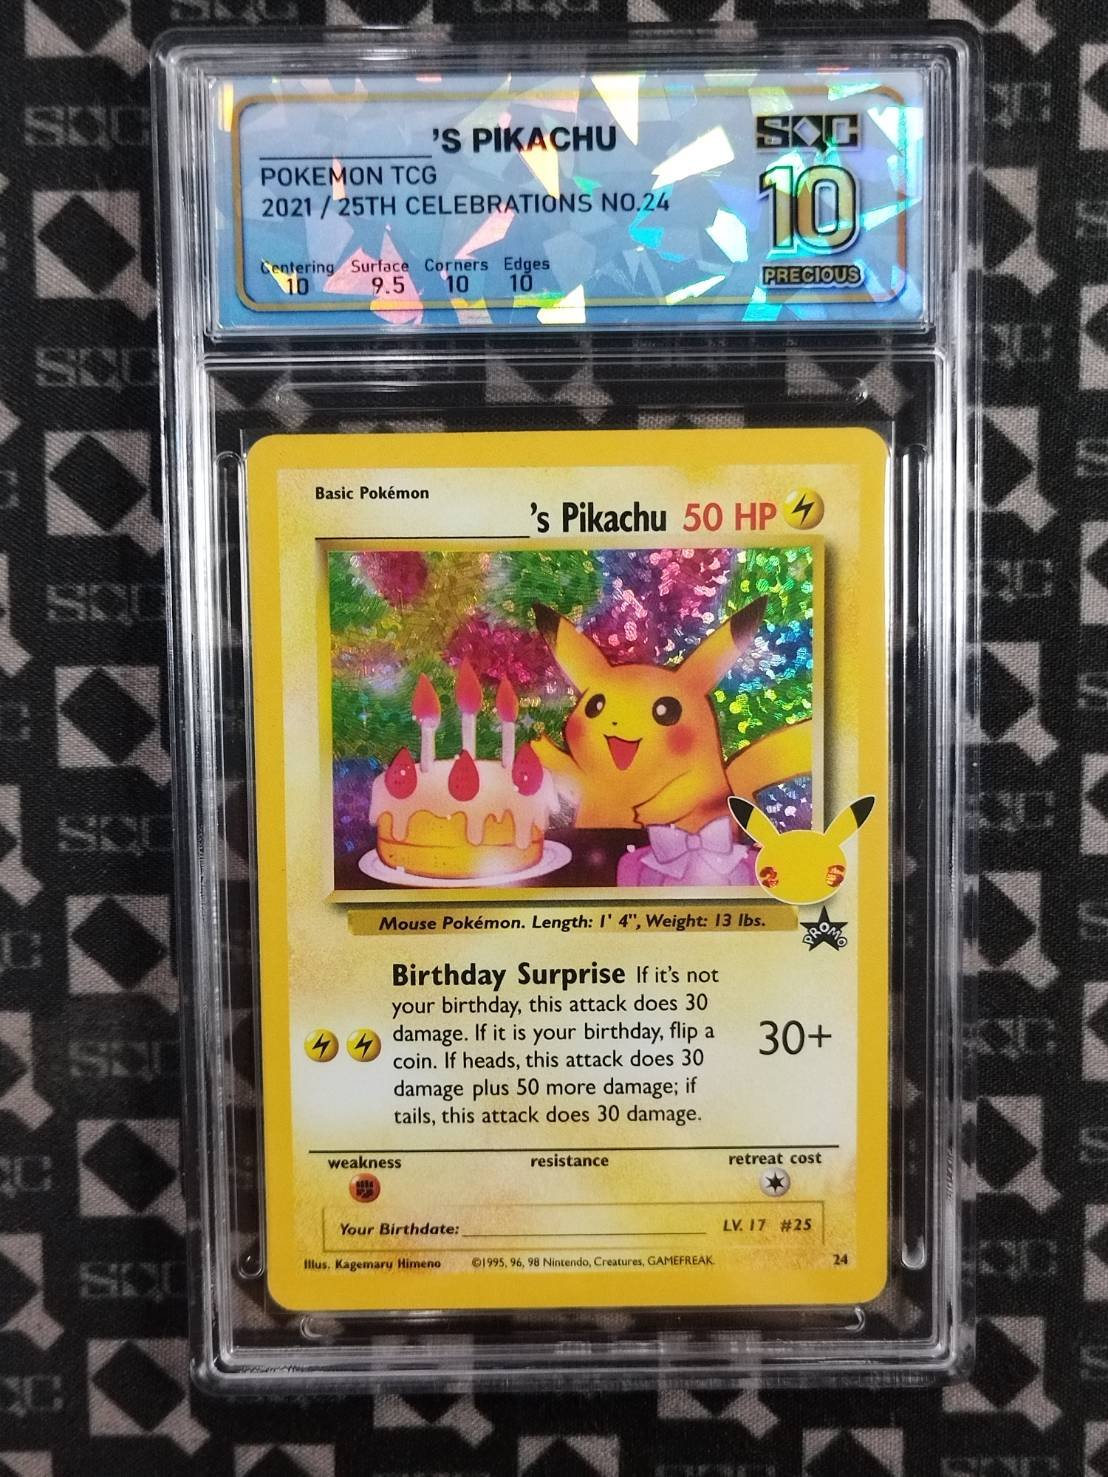 _________'S PIKACHU
SQC
POKEMON TCG
2021 / 25TH CELEBRATIONS NO.24
10
PRECIOUS
Centering Surface Corners Edges
10 9.5 10 10
Basic Pokémon
_________'s Pikachu 50 HP
Mouse Pokémon. Length: 1' 4", Weight: 13 lbs.
PROMO
Birthday Surprise If it's not
your birthday, this attack does 30
damage. If it is your birthday, flip a
coin. If heads, this attack does 30
damage plus 50 more damage; if
tails, this attack does 30 damage.
30+
weakness resistance retreat cost
Your Birthdate:_________ LV. 17 #25
Illus. Kagemaru Himeno ©1995, 96, 98 Nintendo, Creatures, GAMEFREAK. 24